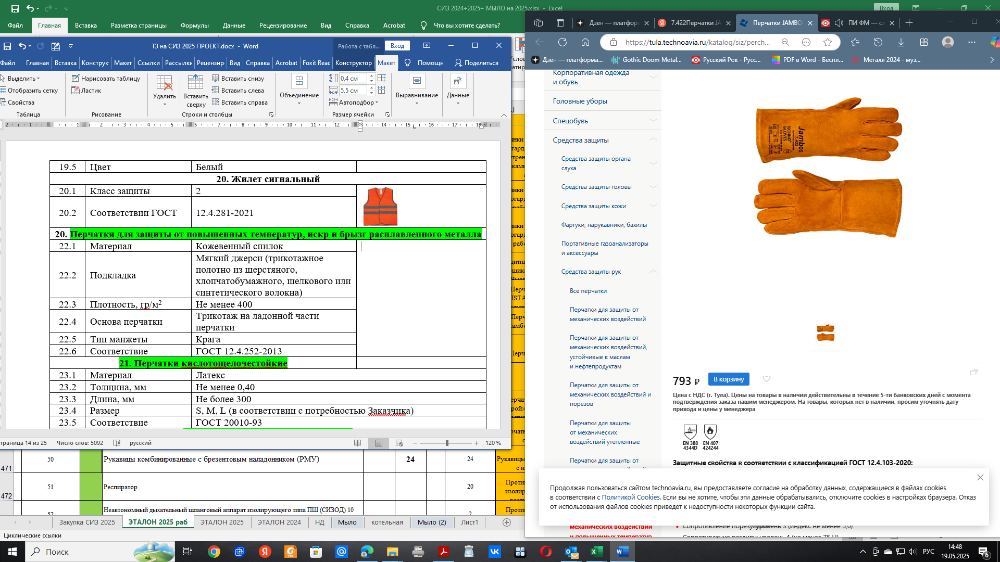 СИЗ 2024+2025+ МЫЛО на 2025.xlsx - Excel
Вход
Файл Главная Вставка Разметка страницы Формулы Данные Рецензирование Вид Справка Acrobat Что вы хотите сделать?
ТЗ на СИЗ 2025 ПРОЕКТ.docx - Word
Работа с табл...
Вход
Файл Главная Вставка Конструк Макет Ссылки Рассылки Рецензир Вид Справка Acrobat Foxit Reac Конструктор Макет Помощн Поделиться
Выделить
Отобразить сетку
Свойства
Таблица
Нарисовать таблицу
Ластик
Рисование
Удалить
Вставить сверху
Вставить снизу
Вставить слева
Вставить справа
Строки и столбцы
Объединение
0,4 см
5,5 см
Автоподбор
Размер ячейки
Выравнивание
Данные
19.5 Цвет Белый
20. Жилет сигнальный
20.1 Класс защиты 2
20.2 Соответствии ГОСТ 12.4.281-2021
20. Перчатки для защиты от повышенных температур, искр и брызг расплавленного металла
22.1 Материал Кожевенный спилок
22.2 Подкладка Мягкий джерси (трикотажное
полотно из шерстяного,
хлопчатобумажного, шелкового или
синтетического волокна)
22.3 Плотность, гр/м2 Не менее 400
22.4 Основа перчатки Трикотаж на ладонной части
перчатки
22.5 Тип манжеты Крага
22.6 Соответствие ГОСТ 12.4.252-2013
21. Перчатки кислотощелочестойкие
23.1 Материал Латекс
23.2 Толщина, мм Не менее 0,40
23.3 Длина, мм Не более 300
23.4 Размер S, M, L (в соответствии с потребностью Заказчика)
23.5 Соответствие ГОСТ 20010-93
траница 14 из 25 Число слов: 5092 русский 120 %
471 50 Рукавицы комбинированные с брезентовым наладонником (РМУ) 24 24 Рукавицы
472 51 Респиратор 20
52 Неавтономный дыхательный шланговый аппарат изолирующего типа ПШ (СИЗОД) 10 2
Закупка СИЗ 2025 ЭТАЛОН 2025 раб ЭТАЛОН 2025 ЭТАЛОН 2024 НД Мыло котельная Мыло (2) Лист1
Циклические ссылки
Дзен — платфор 7.422Перчатки JA Перчатки JAMBO ПИ ФМ — сл
https://tula.technoavia.ru/katalog/siz/perch...
Дзен — платформа... Gothic Doom Metal... Русский Рок - Русс... PDF в Word - Беспл... Металл 2024 - муз...
Корпоративная одежда
и обувь
Головные уборы
Спецобувь
Средства защиты
Средства защиты органа
слуха
Средства защиты головы
Средства защиты кожи
Фартуки, нарукавники, бахилы
Портативные газоанализаторы
и аксессуары
Средства защиты рук
Все перчатки
Перчатки для защиты от
механических воздействий
Перчатки для защиты от
механических воздействий,
устойчивые к маслам
и нефтепродуктам
Перчатки для защиты от
механических воздействий и
порезов
Перчатки для защиты
от механических
воздействий утепленные
Перчатки для защиты от
механических воздействий
Jamboo
7.422
TECHNO
GLOVES
793 ₽
В корзину
Цена с НДС (г. Тула). Цены на товары в наличии действительны в течение 5-ти банковских дней с момента
подтверждения заказа нашим менеджером. На товары, которых нет в наличии, просим уточнять дату
прихода и цены у менеджера
EN 388 EN 407
4344D 424244
Защитные свойства в соответствии с классификацией ГОСТ 12.4.103-2020:
Продолжая пользоваться сайтом technoavia.ru, вы предоставляете согласие на обработку данных, содержащиеся в файлах cookies
в соответствии с Политикой Cookies. Если вы не хотите, чтобы эти данные обрабатывались, отключите cookies в настройках браузера. Отказ
от использования файлов cookies приведет к недоступности некоторых функции сайта.
Поиск
РУС
14:48
19.05.2025
6